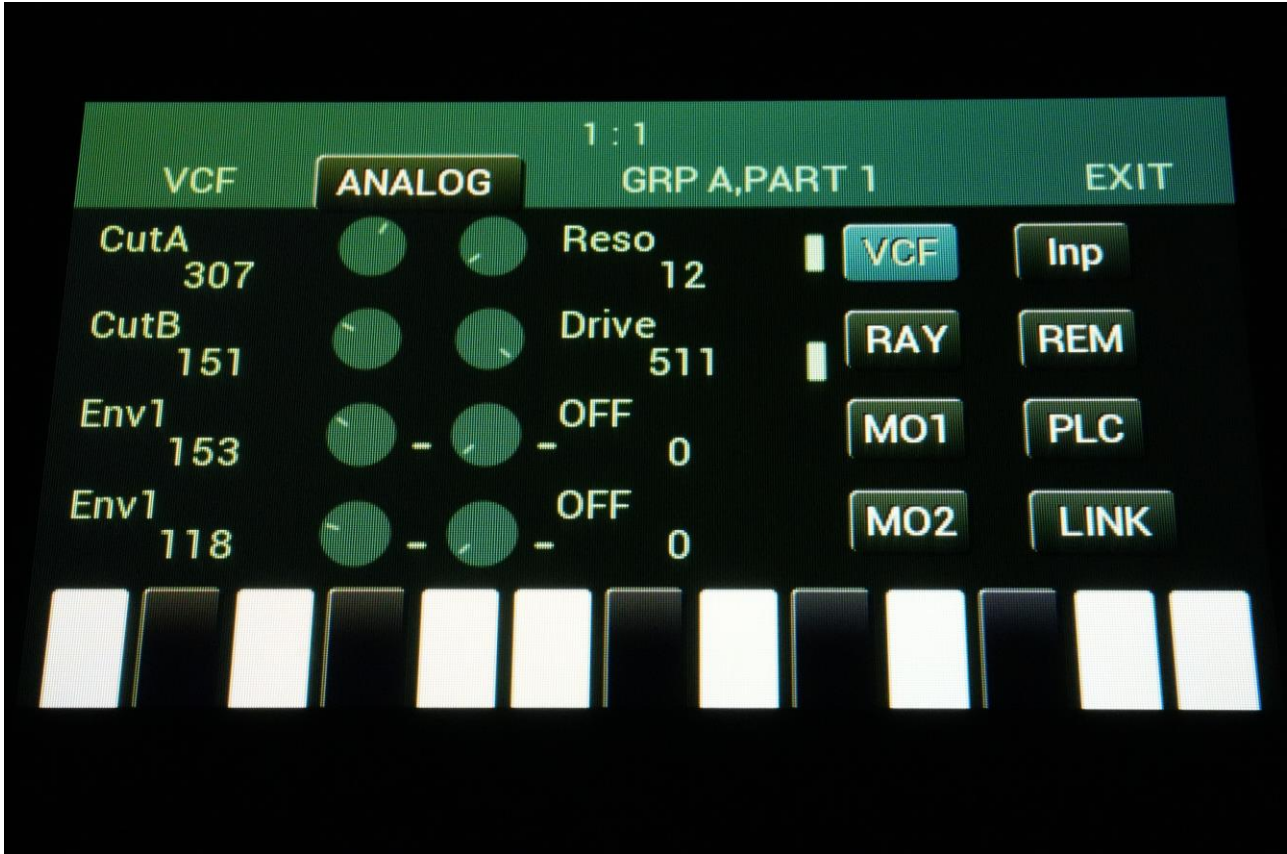 1 : 1
VCF ANALOG GRP A,PART 1 EXIT
CutA Reso VCF Inp
307 12
CutB Drive RAY REM
151 511
Env1 - - OFF MO1 PLC
153 0
Env1 - - OFF MO2 LINK
118 0